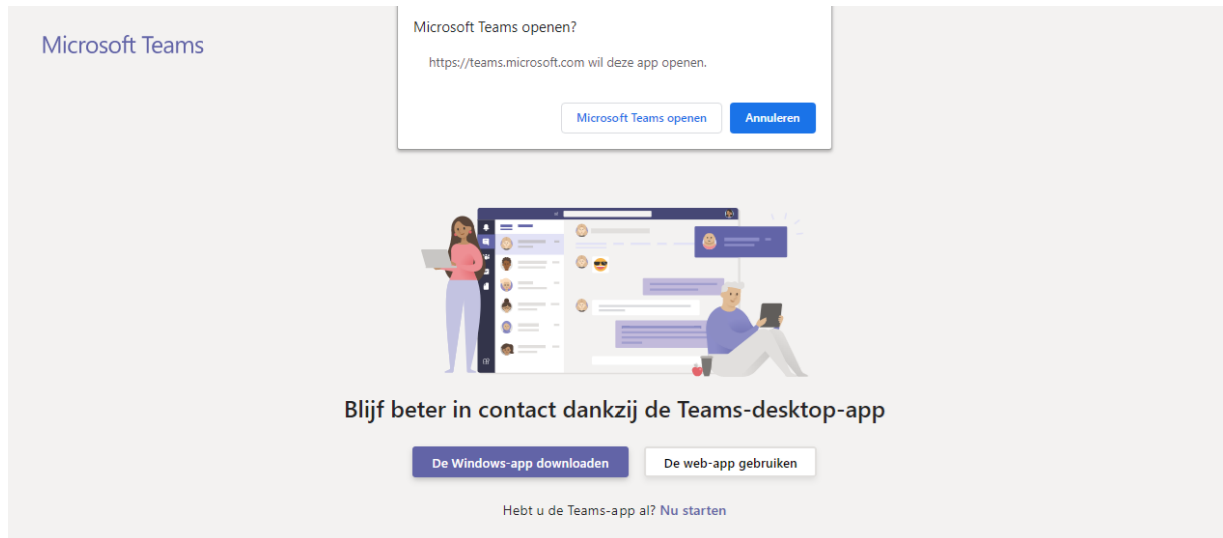 Microsoft Teams
Microsoft Teams openen?
https://teams.microsoft.com wil deze app openen.
Microsoft Teams openen Annuleren
Blijf beter in contact dankzij de Teams-desktop-app
De Windows-app downloaden De web-app gebruiken
Hebt u de Teams-app al? Nu starten